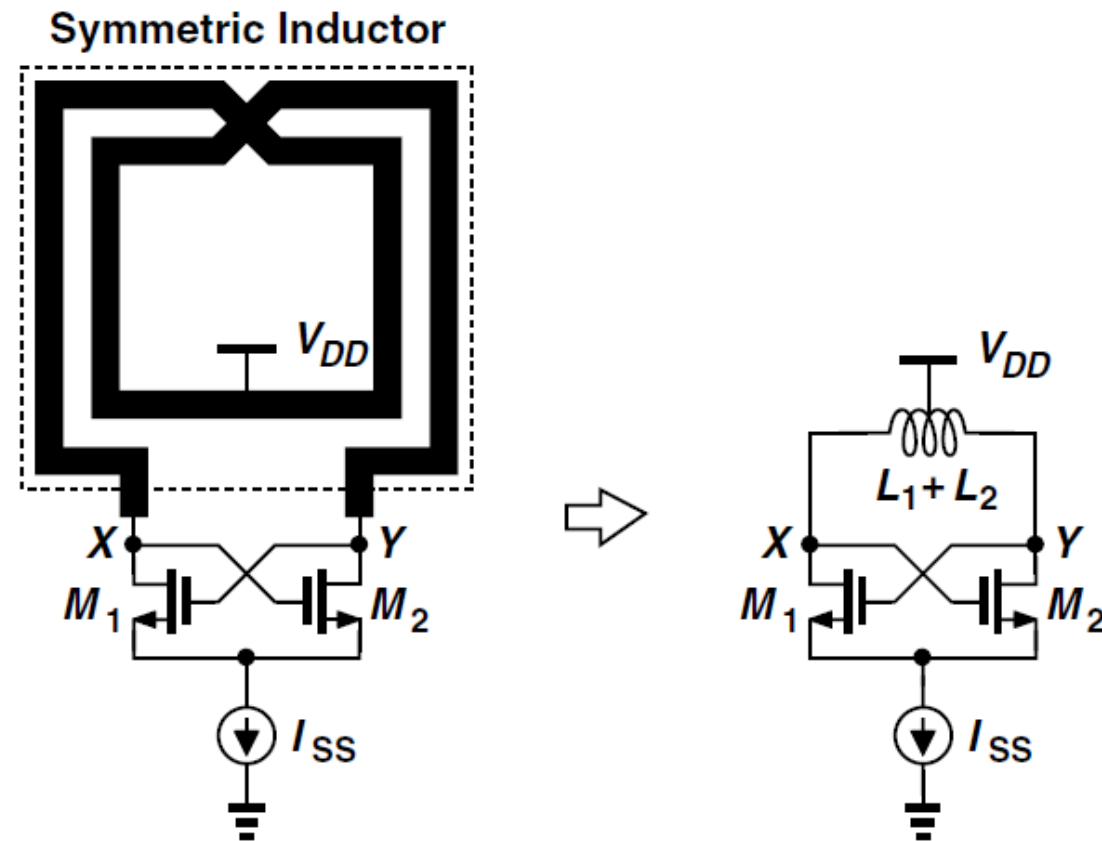 Symmetric Inductor
V_DD
X
Y
M_1
M_2
I_SS
V_DD
L_1 + L_2
X
Y
M_1
M_2
I_SS